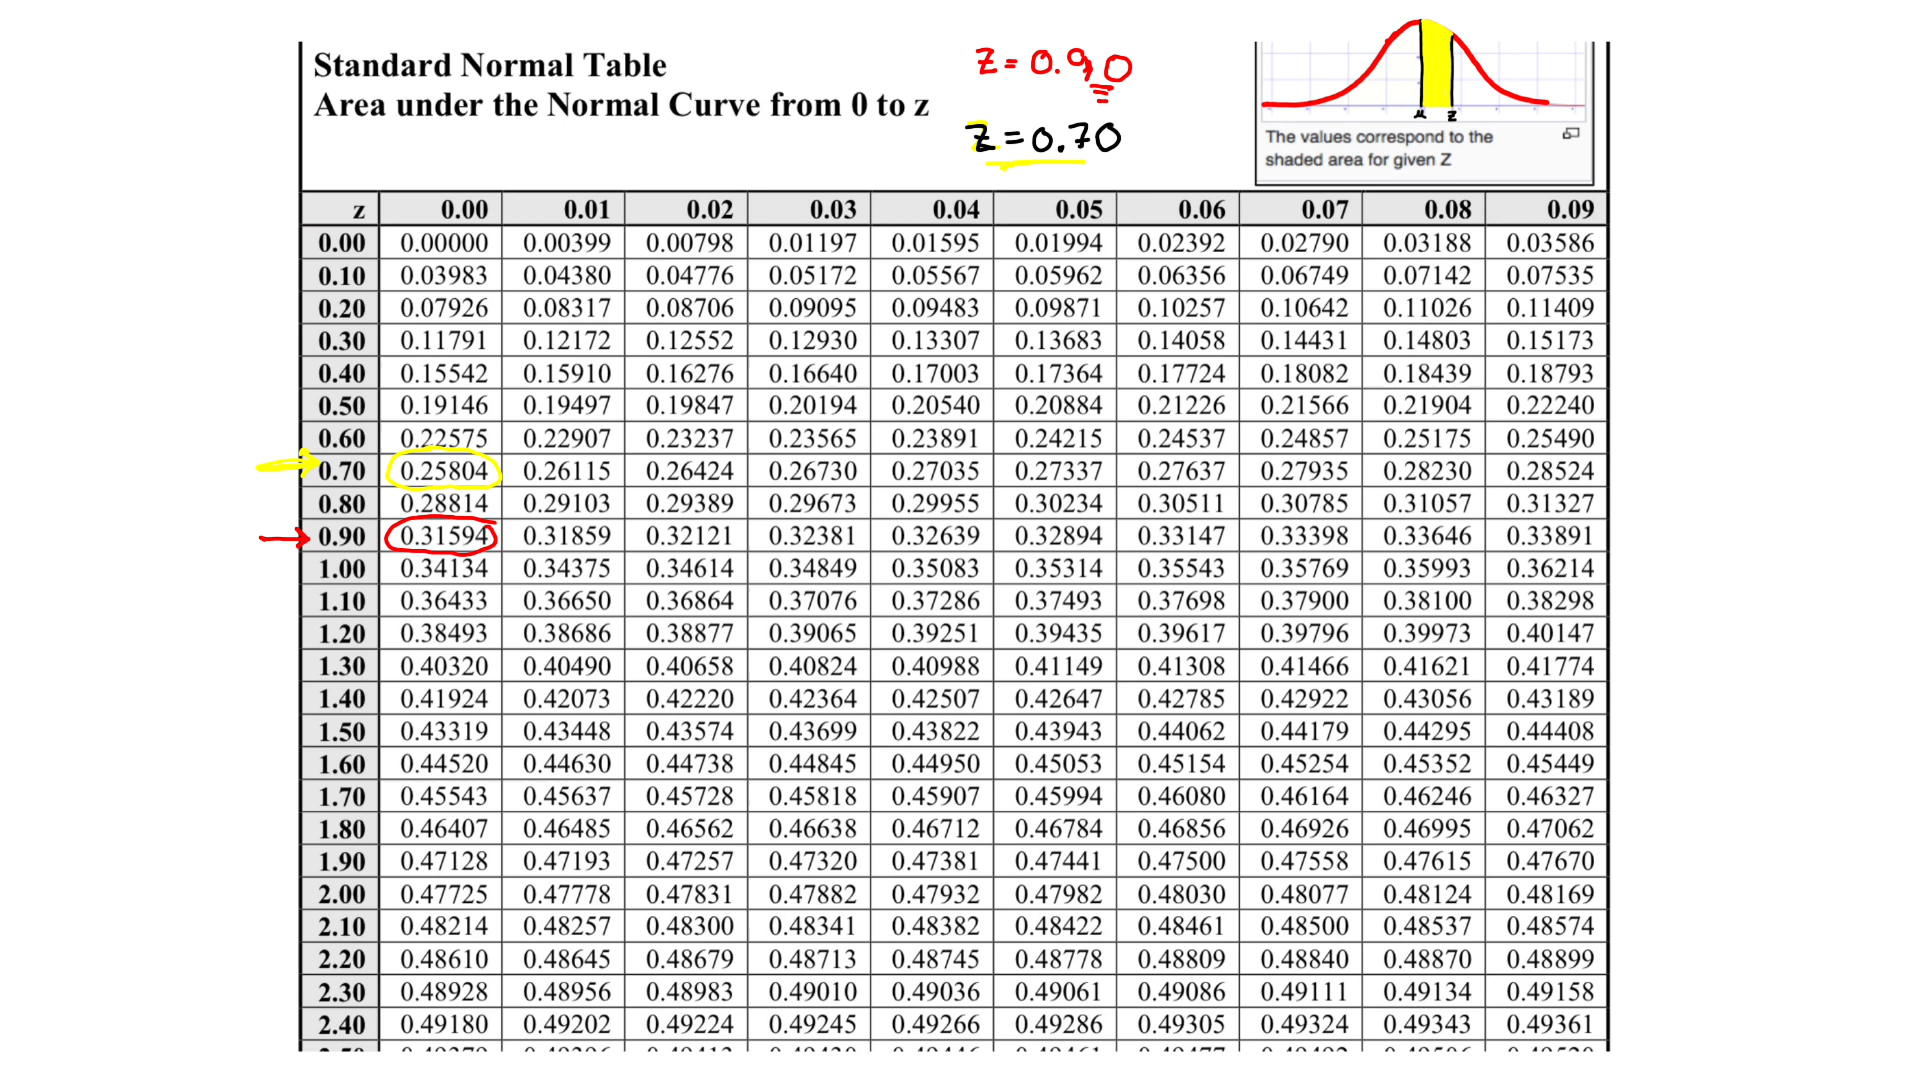 Standard Normal Table
Area under the Normal Curve from 0 to z
z = 0.90
z = 0.70
μ z
The values correspond to the
shaded area for given Z
z 0.00 0.01 0.02 0.03 0.04 0.05 0.06 0.07 0.08 0.09
0.00 0.00000 0.00399 0.00798 0.01197 0.01595 0.01994 0.02392 0.02790 0.03188 0.03586
0.10 0.03983 0.04380 0.04776 0.05172 0.05567 0.05962 0.06356 0.06749 0.07142 0.07535
0.20 0.07926 0.08317 0.08706 0.09095 0.09483 0.09871 0.10257 0.10642 0.11026 0.11409
0.30 0.11791 0.12172 0.12552 0.12930 0.13307 0.13683 0.14058 0.14431 0.14803 0.15173
0.40 0.15542 0.15910 0.16276 0.16640 0.17003 0.17364 0.17724 0.18082 0.18439 0.18793
0.50 0.19146 0.19497 0.19847 0.20194 0.20540 0.20884 0.21226 0.21566 0.21904 0.22240
0.60 0.22575 0.22907 0.23237 0.23565 0.23891 0.24215 0.24537 0.24857 0.25175 0.25490
0.70 0.25804 0.26115 0.26424 0.26730 0.27035 0.27337 0.27637 0.27935 0.28230 0.28524
0.80 0.28814 0.29103 0.29389 0.29673 0.29955 0.30234 0.30511 0.30785 0.31057 0.31327
0.90 0.31594 0.31859 0.32121 0.32381 0.32639 0.32894 0.33147 0.33398 0.33646 0.33891
1.00 0.34134 0.34375 0.34614 0.34849 0.35083 0.35314 0.35543 0.35769 0.35993 0.36214
1.10 0.36433 0.36650 0.36864 0.37076 0.37286 0.37493 0.37698 0.37900 0.38100 0.38298
1.20 0.38493 0.38686 0.38877 0.39065 0.39251 0.39435 0.39617 0.39796 0.39973 0.40147
1.30 0.40320 0.40490 0.40658 0.40824 0.40988 0.41149 0.41308 0.41466 0.41621 0.41774
1.40 0.41924 0.42073 0.42220 0.42364 0.42507 0.42647 0.42785 0.42922 0.43056 0.43189
1.50 0.43319 0.43448 0.43574 0.43699 0.43822 0.43943 0.44062 0.44179 0.44295 0.44408
1.60 0.44520 0.44630 0.44738 0.44845 0.44950 0.45053 0.45154 0.45254 0.45352 0.45449
1.70 0.45543 0.45637 0.45728 0.45818 0.45907 0.45994 0.46080 0.46164 0.46246 0.46327
1.80 0.46407 0.46485 0.46562 0.46638 0.46712 0.46784 0.46856 0.46926 0.46995 0.47062
1.90 0.47128 0.47193 0.47257 0.47320 0.47381 0.47441 0.47500 0.47558 0.47615 0.47670
2.00 0.47725 0.47778 0.47831 0.47882 0.47932 0.47982 0.48030 0.48077 0.48124 0.48169
2.10 0.48214 0.48257 0.48300 0.48341 0.48382 0.48422 0.48461 0.48500 0.48537 0.48574
2.20 0.48610 0.48645 0.48679 0.48713 0.48745 0.48778 0.48809 0.48840 0.48870 0.48899
2.30 0.48928 0.48956 0.48983 0.49010 0.49036 0.49061 0.49086 0.49111 0.49134 0.49158
2.40 0.49180 0.49202 0.49224 0.49245 0.49266 0.49286 0.49305 0.49324 0.49343 0.49361